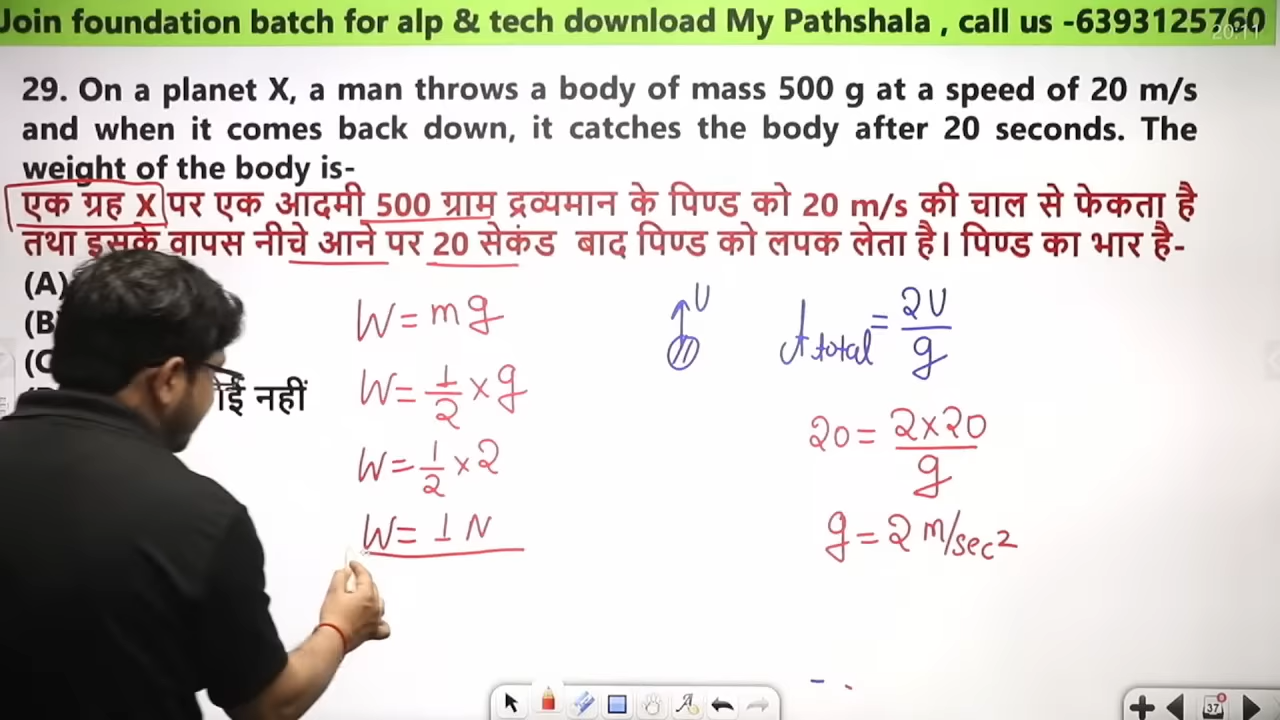 Join foundation batch for alp & tech download My Pathshala , call us -6393125760
20:11
29. On a planet X, a man throws a body of mass 500 g at a speed of 20 m/s
and when it comes back down, it catches the body after 20 seconds. The
weight of the body is-
एक ग्रह X पर एक आदमी 500 ग्राम द्रव्यमान के पिण्ड को 20 m/s की चाल से फेकता है
तथा इसके वापस नीचे आने पर 20 सेकंड बाद पिण्ड को लपक लेता है। पिण्ड का भार है-
(A)
(B)
(C)
नहीं
W = mg
W = 1/2 × g
W = 1/2 × 2
W = 1 N
U
t total = 2U/g
20 = 2×20/g
g = 2 m/sec²
37